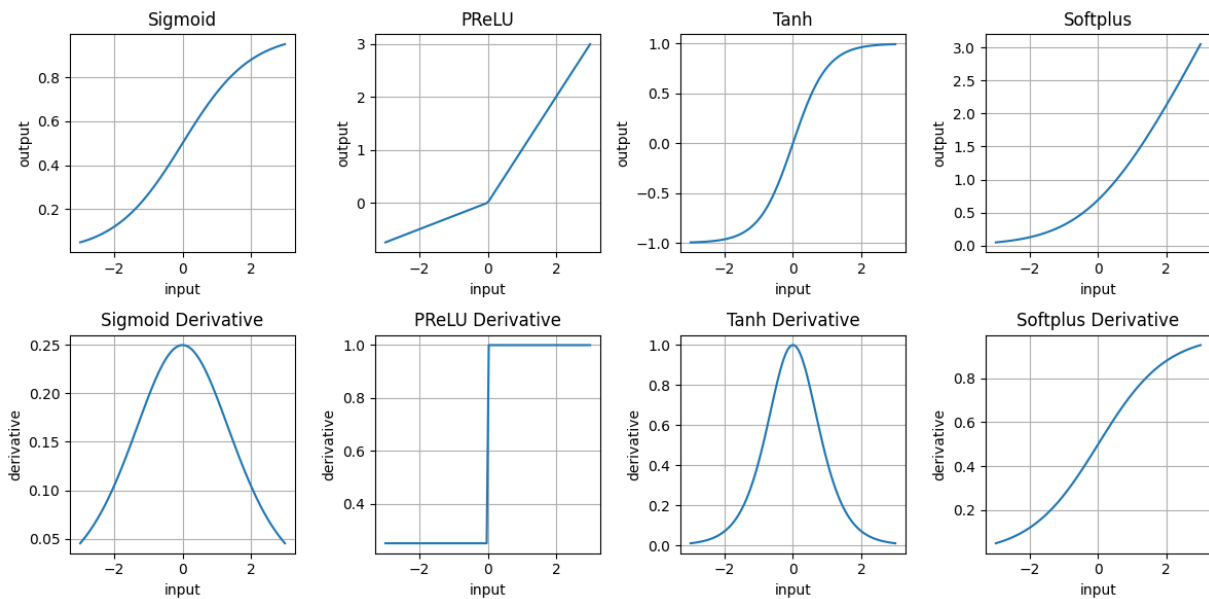 Sigmoid
PReLU
Tanh
Softplus
output
0.8
0.6
0.4
0.2
−2
0
2
input
output
3
2
1
0
−2
0
2
input
output
1.0
0.5
0.0
−0.5
−1.0
−2
0
2
input
output
3.0
2.5
2.0
1.5
1.0
0.5
0.0
−2
0
2
input
Sigmoid Derivative
PReLU Derivative
Tanh Derivative
Softplus Derivative
derivative
0.25
0.20
0.15
0.10
0.05
−2
0
2
input
derivative
1.0
0.8
0.6
0.4
−2
0
2
input
derivative
1.0
0.8
0.6
0.4
0.2
0.0
−2
0
2
input
derivative
0.8
0.6
0.4
0.2
−2
0
2
input